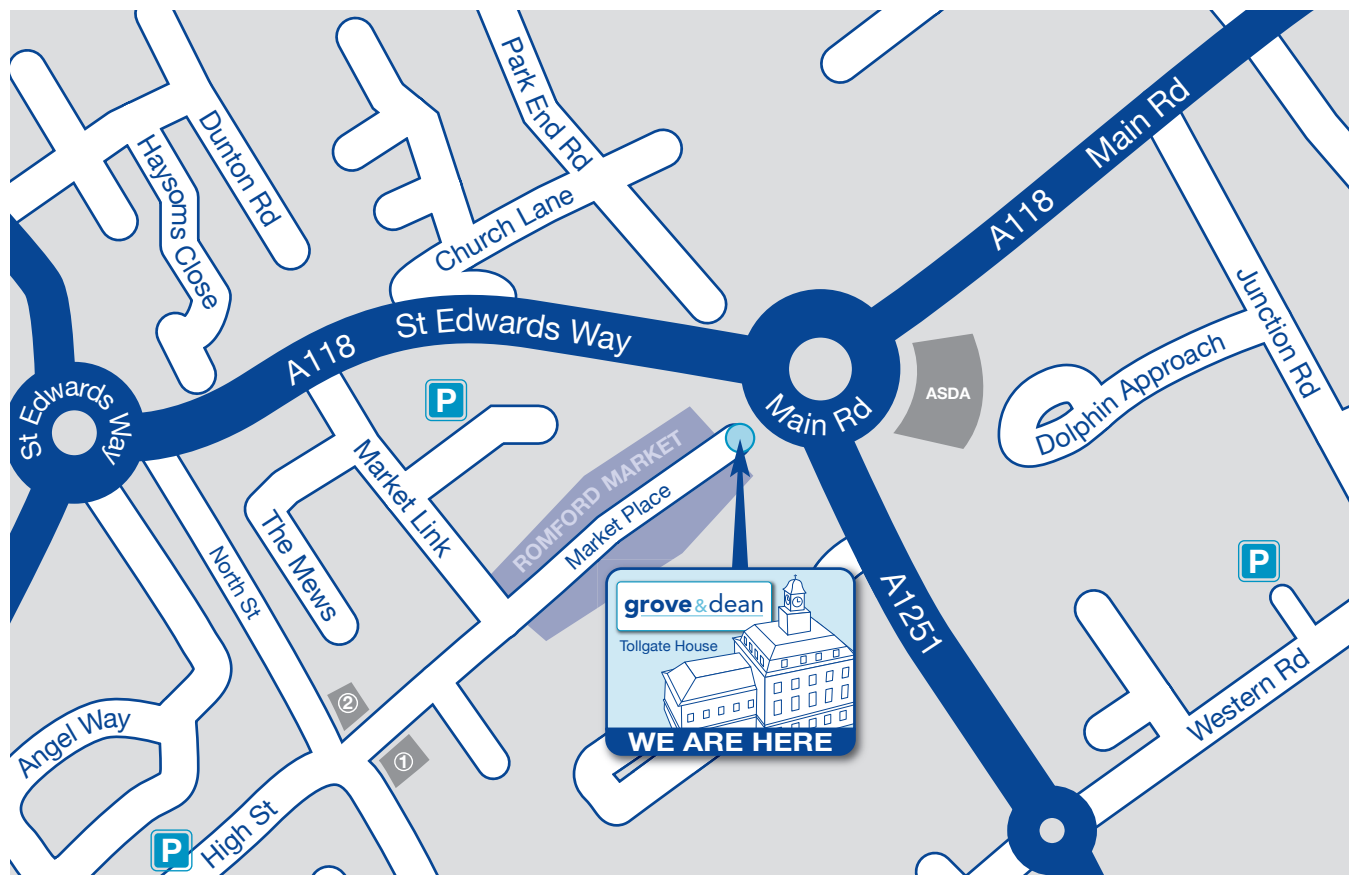 Park End Rd
Main Rd
A118
Dunton Rd
Haysoms Close
Church Lane
St Edwards Way
A118
Junction Rd
Dolphin Approach
ASDA
Main Rd
St Edwards Way
P
ROMFORD MARKET
Market Place
Market Link
The Mews
North St
A1251
P
grove & dean
Tollgate House
WE ARE HERE
Western Rd
Angel Way
②
①
High St
P